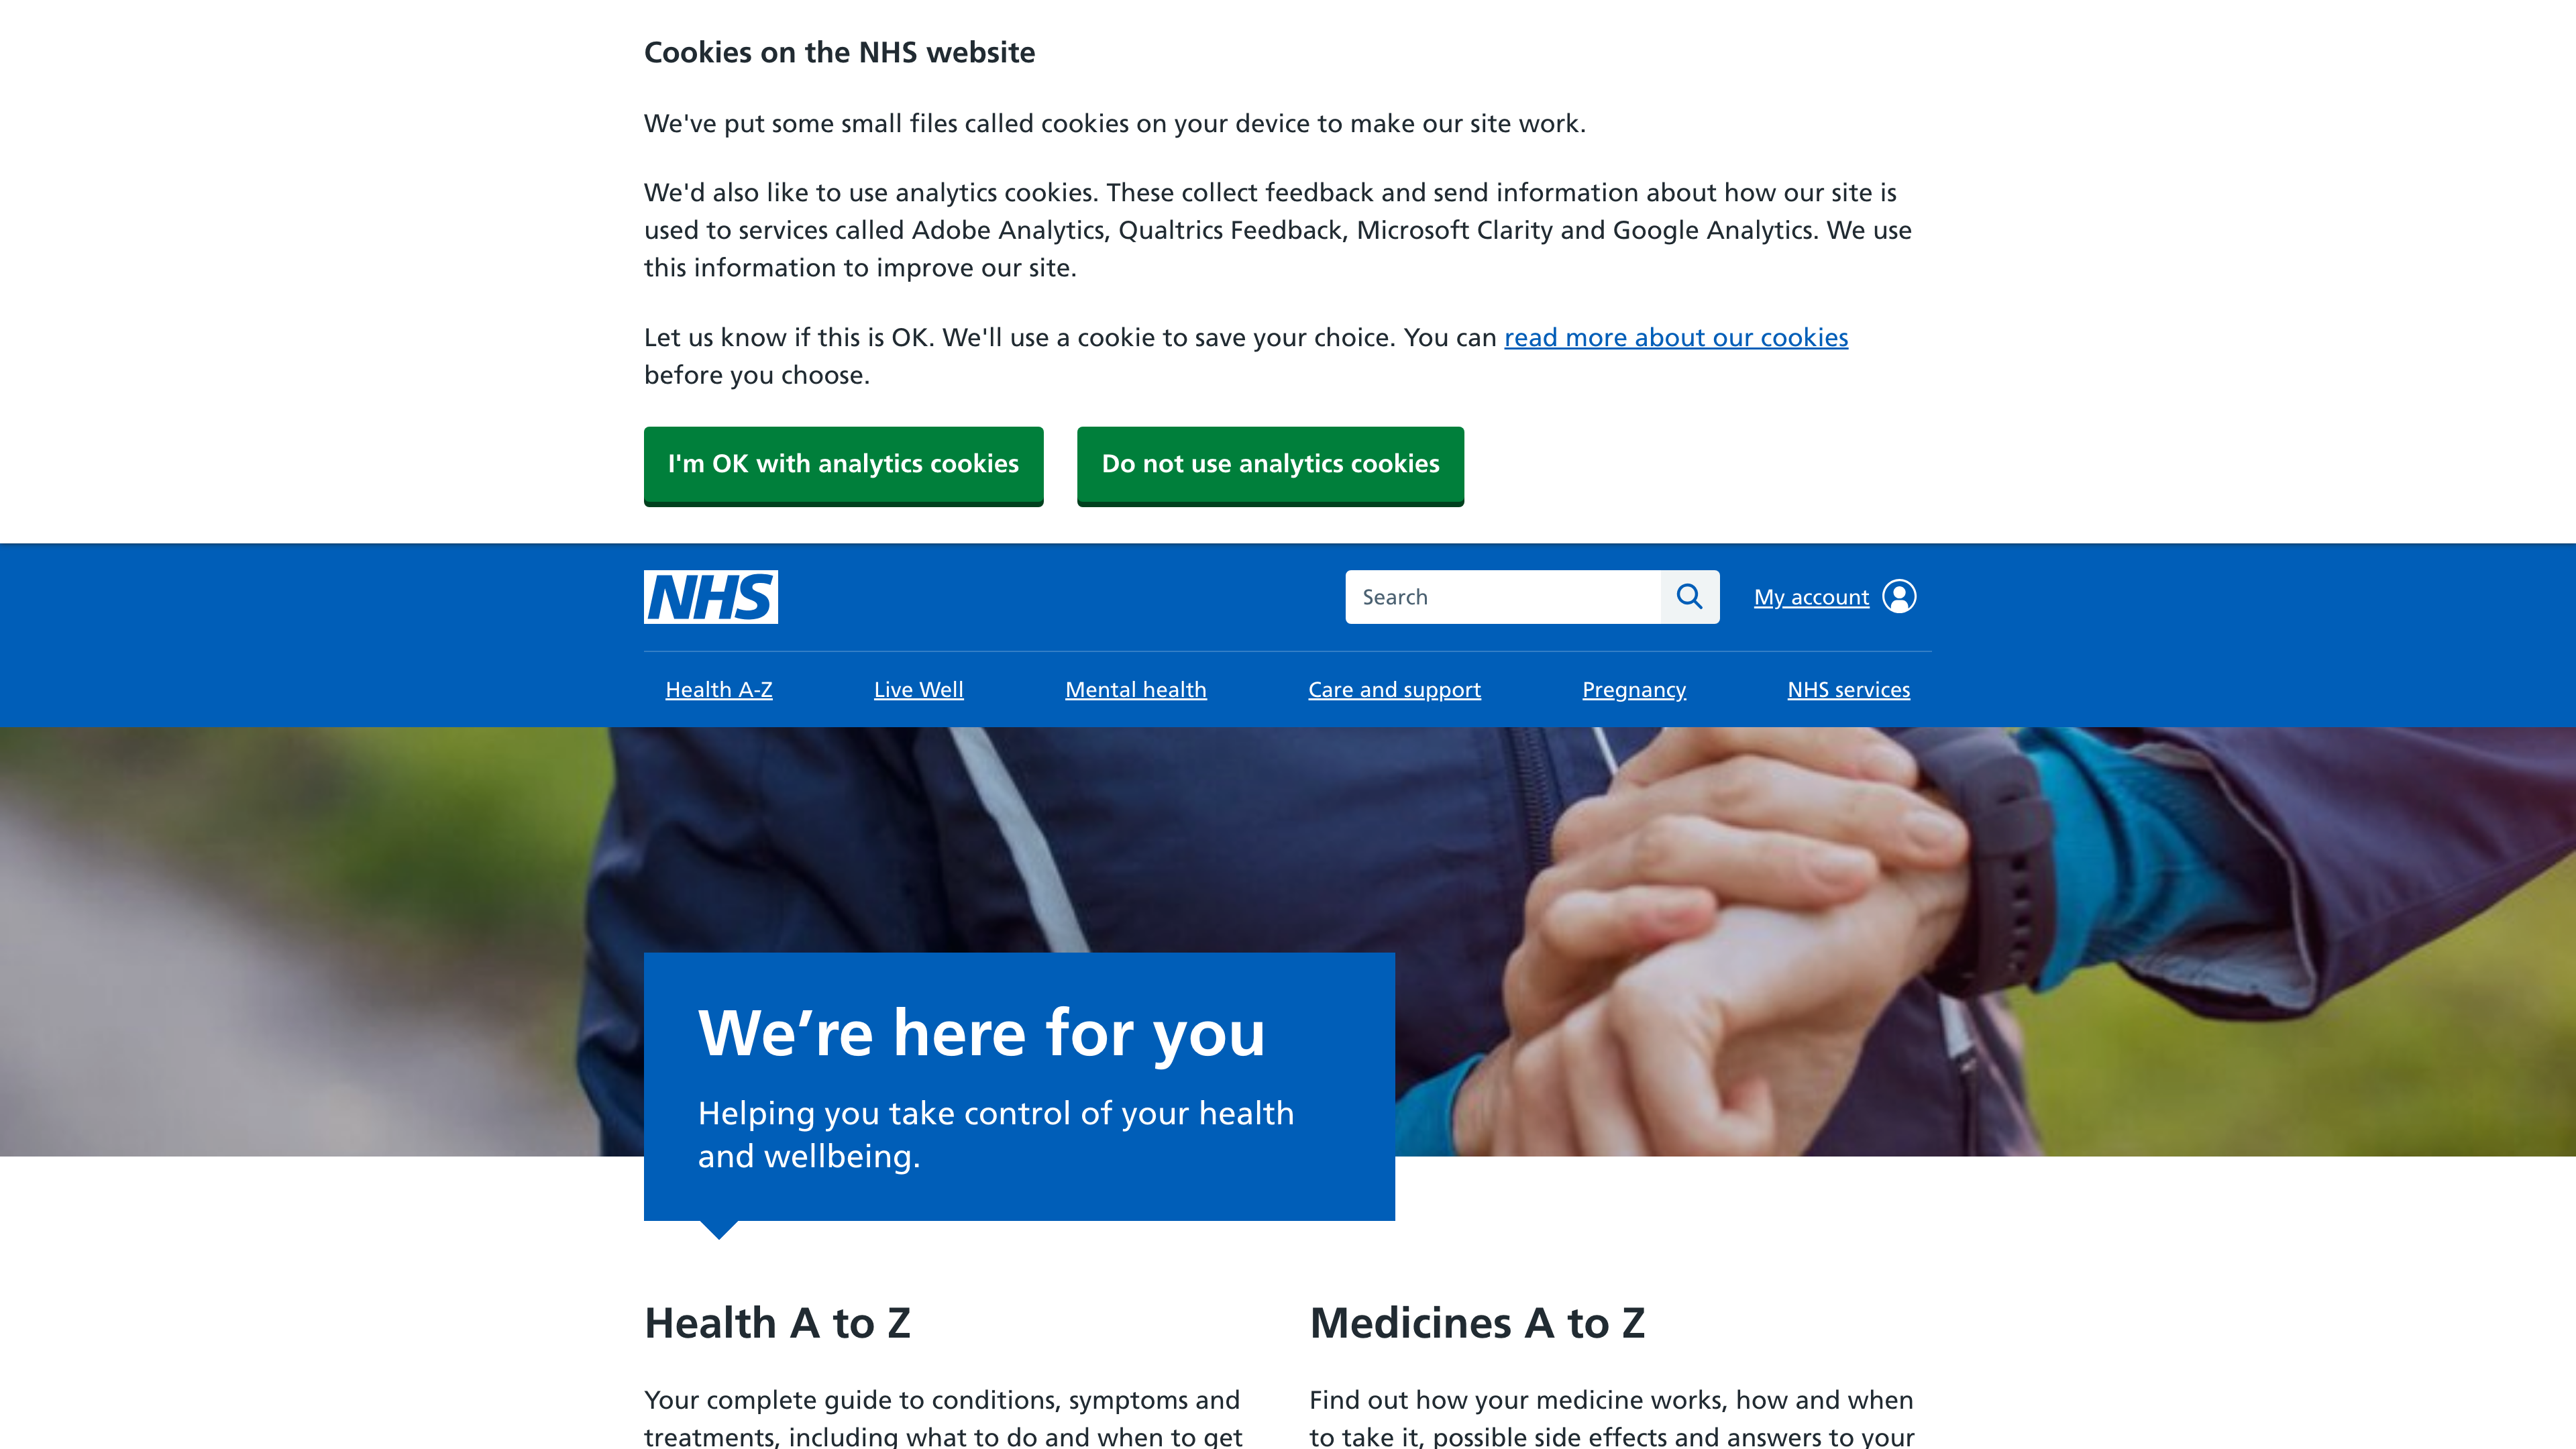 Cookies on the NHS website
We've put some small files called cookies on your device to make our site work.
We'd also like to use analytics cookies. These collect feedback and send information about how our site is
used to services called Adobe Analytics, Qualtrics Feedback, Microsoft Clarity and Google Analytics. We use
this information to improve our site.
Let us know if this is OK. We'll use a cookie to save your choice. You can read more about our cookies
before you choose.
I'm OK with analytics cookies
Do not use analytics cookies
NHS
Search
My account
Health A-Z
Live Well
Mental health
Care and support
Pregnancy
NHS services
We’re here for you
Helping you take control of your health
and wellbeing.
Health A to Z
Your complete guide to conditions, symptoms and
treatments, including what to do and when to get
Medicines A to Z
Find out how your medicine works, how and when
to take it, possible side effects and answers to your